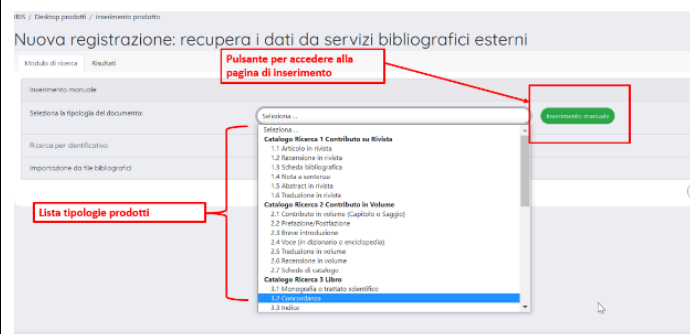 IRIS / Desktop prodotti / inserimento prodotto
Nuova registrazione: recupera i dati da servizi bibliografici esterni
Modulo di ricerca Risultati
Pulsante per accedere alla
pagina di inserimento
Inserimento manuale
Seleziona la tipologia del documento:
Seleziona ...
Inserimento manuale
Seleziona ...
Catalogo Ricerca 1 Contributo su Rivista
1.1 Articolo in rivista
Ricerca per identificativo
1.2 Recensione in rivista
1.3 Scheda bibliografica
1.4 Nota a sentenza
Importazione da file bibliografici
1.5 Abstract in rivista
1.6 Traduzione in rivista
Catalogo Ricerca 2 Contributo in Volume
2.1 Contributo in volume (Capitolo o Saggio)
Lista tipologie prodotti
2.2 Prefazione/Postfazione
2.3 Breve introduzione
2.4 Voce (in dizionario o enciclopedia)
2.5 Traduzione in volume
2.6 Recensione in volume
2.7 Schede di catalogo
Catalogo Ricerca 3 Libro
3.1 Monografia o trattato scientifico
3.2 Concordanza
3.3 Indice